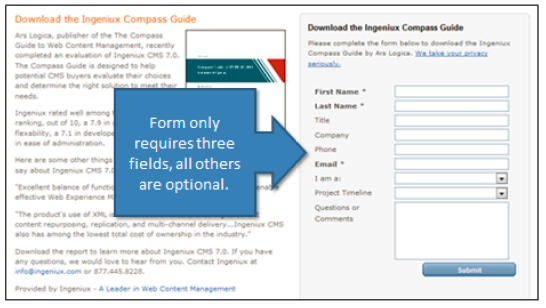 Download the Ingeniux Compass Guide
Ars Logica, publisher of the The Compass
Guide to Web Content Management, recently
completed an evaluation of Ingeniux CMS 7.0.
The Compass Guide is designed to help
potential CMS buyers evaluate their choices
and determine the right solution to meet their
needs.
Ingeniux rated well among
ranking, out of 10, a 7.9 in
flexability, a 7.1 in develope
in ease of administration.
Here are some other things
say about Ingeniux CMS 7.0
"Excellent balance of functio
effective Web Experience M
"The product's use of XML
content repurposing, replication, and multi-channel delivery...Ingeniux CMS
also has among the lowest total cost of ownership in the industry."
Download the report to learn more about Ingeniux CMS 7.0. If you have
any questions, we would love to hear from you. Contact Ingeniux at
info@ingeniux.com or 877.445.8228.
Provided by Ingeniux - A Leader in Web Content Management
Form only
requires three
fields, all others
are optional.
Download the Ingeniux Compass Guide
Please complete the form below to download the Ingeniux
Compass Guide by Ars Logica. We take your privacy
seriously.
First Name *
Last Name *
Title
Company
Phone
Email *
I am a:
Project Timeline
Questions or
Comments
Submit